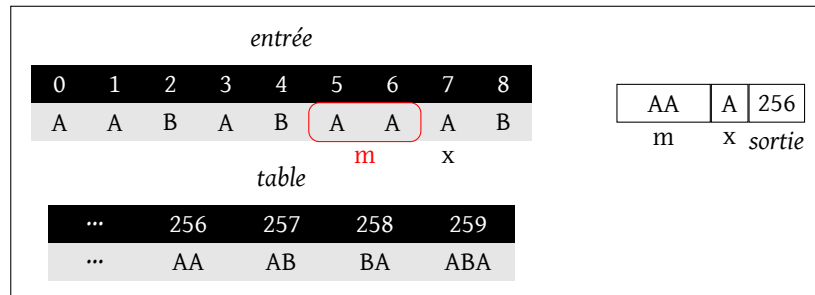 entrée
0 1 2 3 4 5 6 7 8
A A B A B A A A B
m x
AA A 256
m x sortie
table
... 256 257 258 259
... AA AB BA ABA